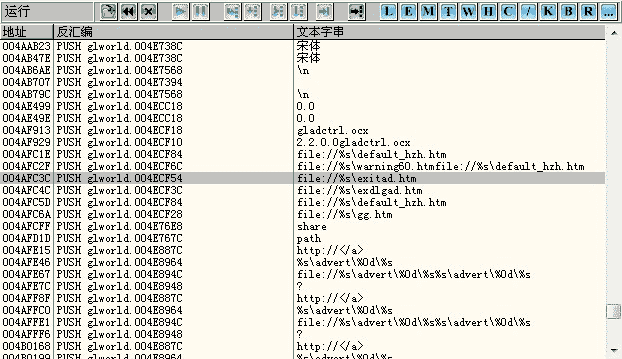 运行 L E M T W H C / K B R ...
地址 反汇编 文本字串
004AAB23 PUSH glworld.004E738C 宋体
004AB47E PUSH glworld.004E738C 宋体
004AB6AE PUSH glworld.004E7568 \n
004AB707 PUSH glworld.004E7394
004AB79C PUSH glworld.004E7568 \n
004AE499 PUSH glworld.004ECC18 0.0
004AE49E PUSH glworld.004ECC18 0.0
004AF913 PUSH glworld.004ECF18 gladctrl.ocx
004AF929 PUSH glworld.004ECF10 2.2.0.0gladctrl.ocx
004AFC1E PUSH glworld.004ECF84 file://%s\default_hzh.htm
004AFC2F PUSH glworld.004ECF6C file://%s\warning60.htmfile://%s\default_hzh.htm
004AFC3C PUSH glworld.004ECF54 file://%s\exitad.htm
004AFC4C PUSH glworld.004ECF3C file://%s\exdlgad.htm
004AFC5D PUSH glworld.004ECF84 file://%s\default_hzh.htm
004AFC6A PUSH glworld.004ECF28 file://%s\gg.htm
004AFCFF PUSH glworld.004E76E8 share
004AFD1D PUSH glworld.004E767C path
004AFE15 PUSH glworld.004E887C http://</a>
004AFE46 PUSH glworld.004E8964 %s\advert\%0d\%s
004AFE67 PUSH glworld.004E894C file://%s\advert\%0d\%s%s\advert\%0d\%s
004AFE7C PUSH glworld.004E8948 ?
004AFF8F PUSH glworld.004E887C http://</a>
004AFFC0 PUSH glworld.004E8964 %s\advert\%0d\%s
004AFFE1 PUSH glworld.004E894C file://%s\advert\%0d\%s%s\advert\%0d\%s
004AFFF6 PUSH glworld.004E8948 ?
004B0168 PUSH glworld.004E887C http://</a>
004B0199 PUSH glworld.004E8964 %s\advert\%0d\%s